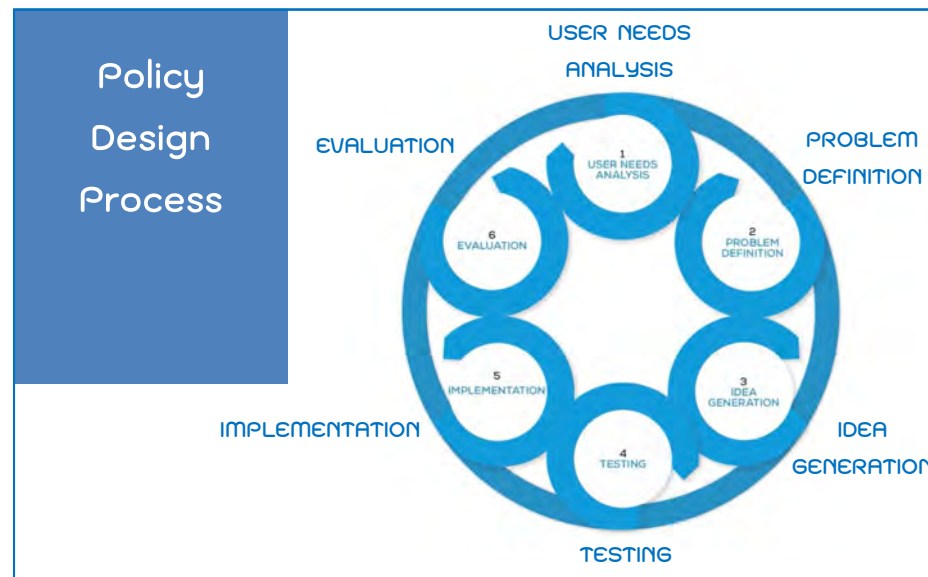 Policy
Design
Process
USER NEEDS
ANALYSIS
PROBLEM
DEFINITION
IDEA
GENERATION
TESTING
IMPLEMENTATION
EVALUATION
1
USER NEEDS
ANALYSIS
2
PROBLEM
DEFINITION
3
IDEA
GENERATION
4
TESTING
5
IMPLEMENTATION
6
EVALUATION